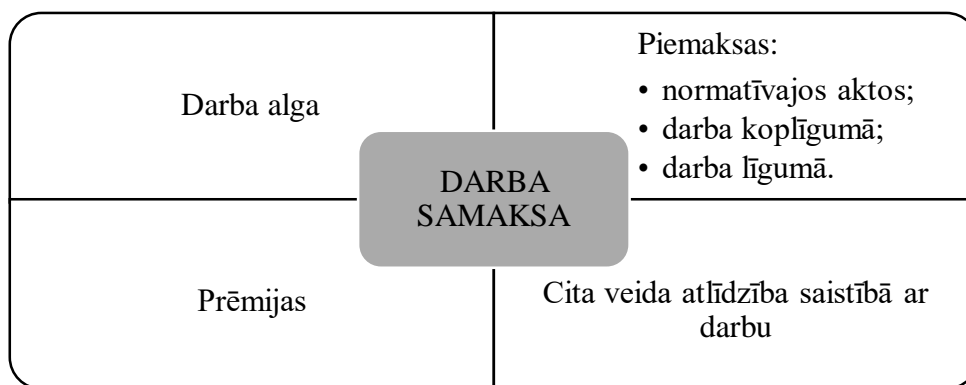 Darba alga
Piemaksas:
• normatīvajos aktos;
• darba koplīgumā;
• darba līgumā.
DARBA
SAMAKSA
Prēmijas
Cita veida atlīdzība saistībā ar
darbu